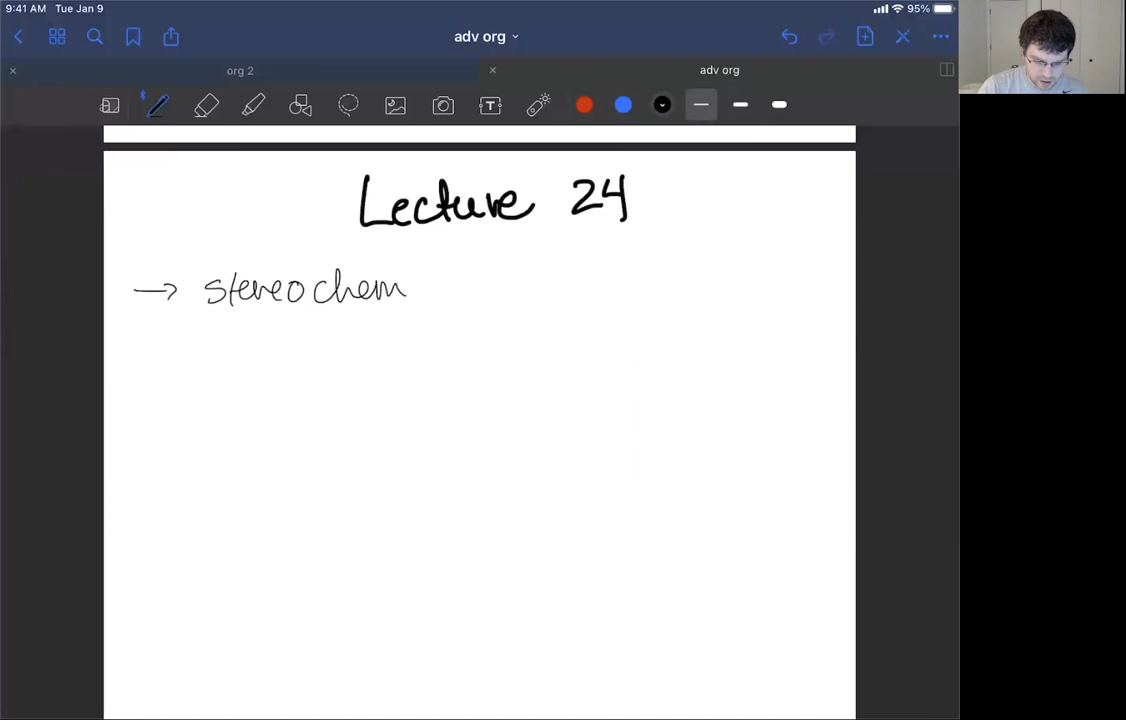 9:41 AM Tue Jan 9
95%
adv org
org 2
adv org
T
Lecture 24
→ stereochem